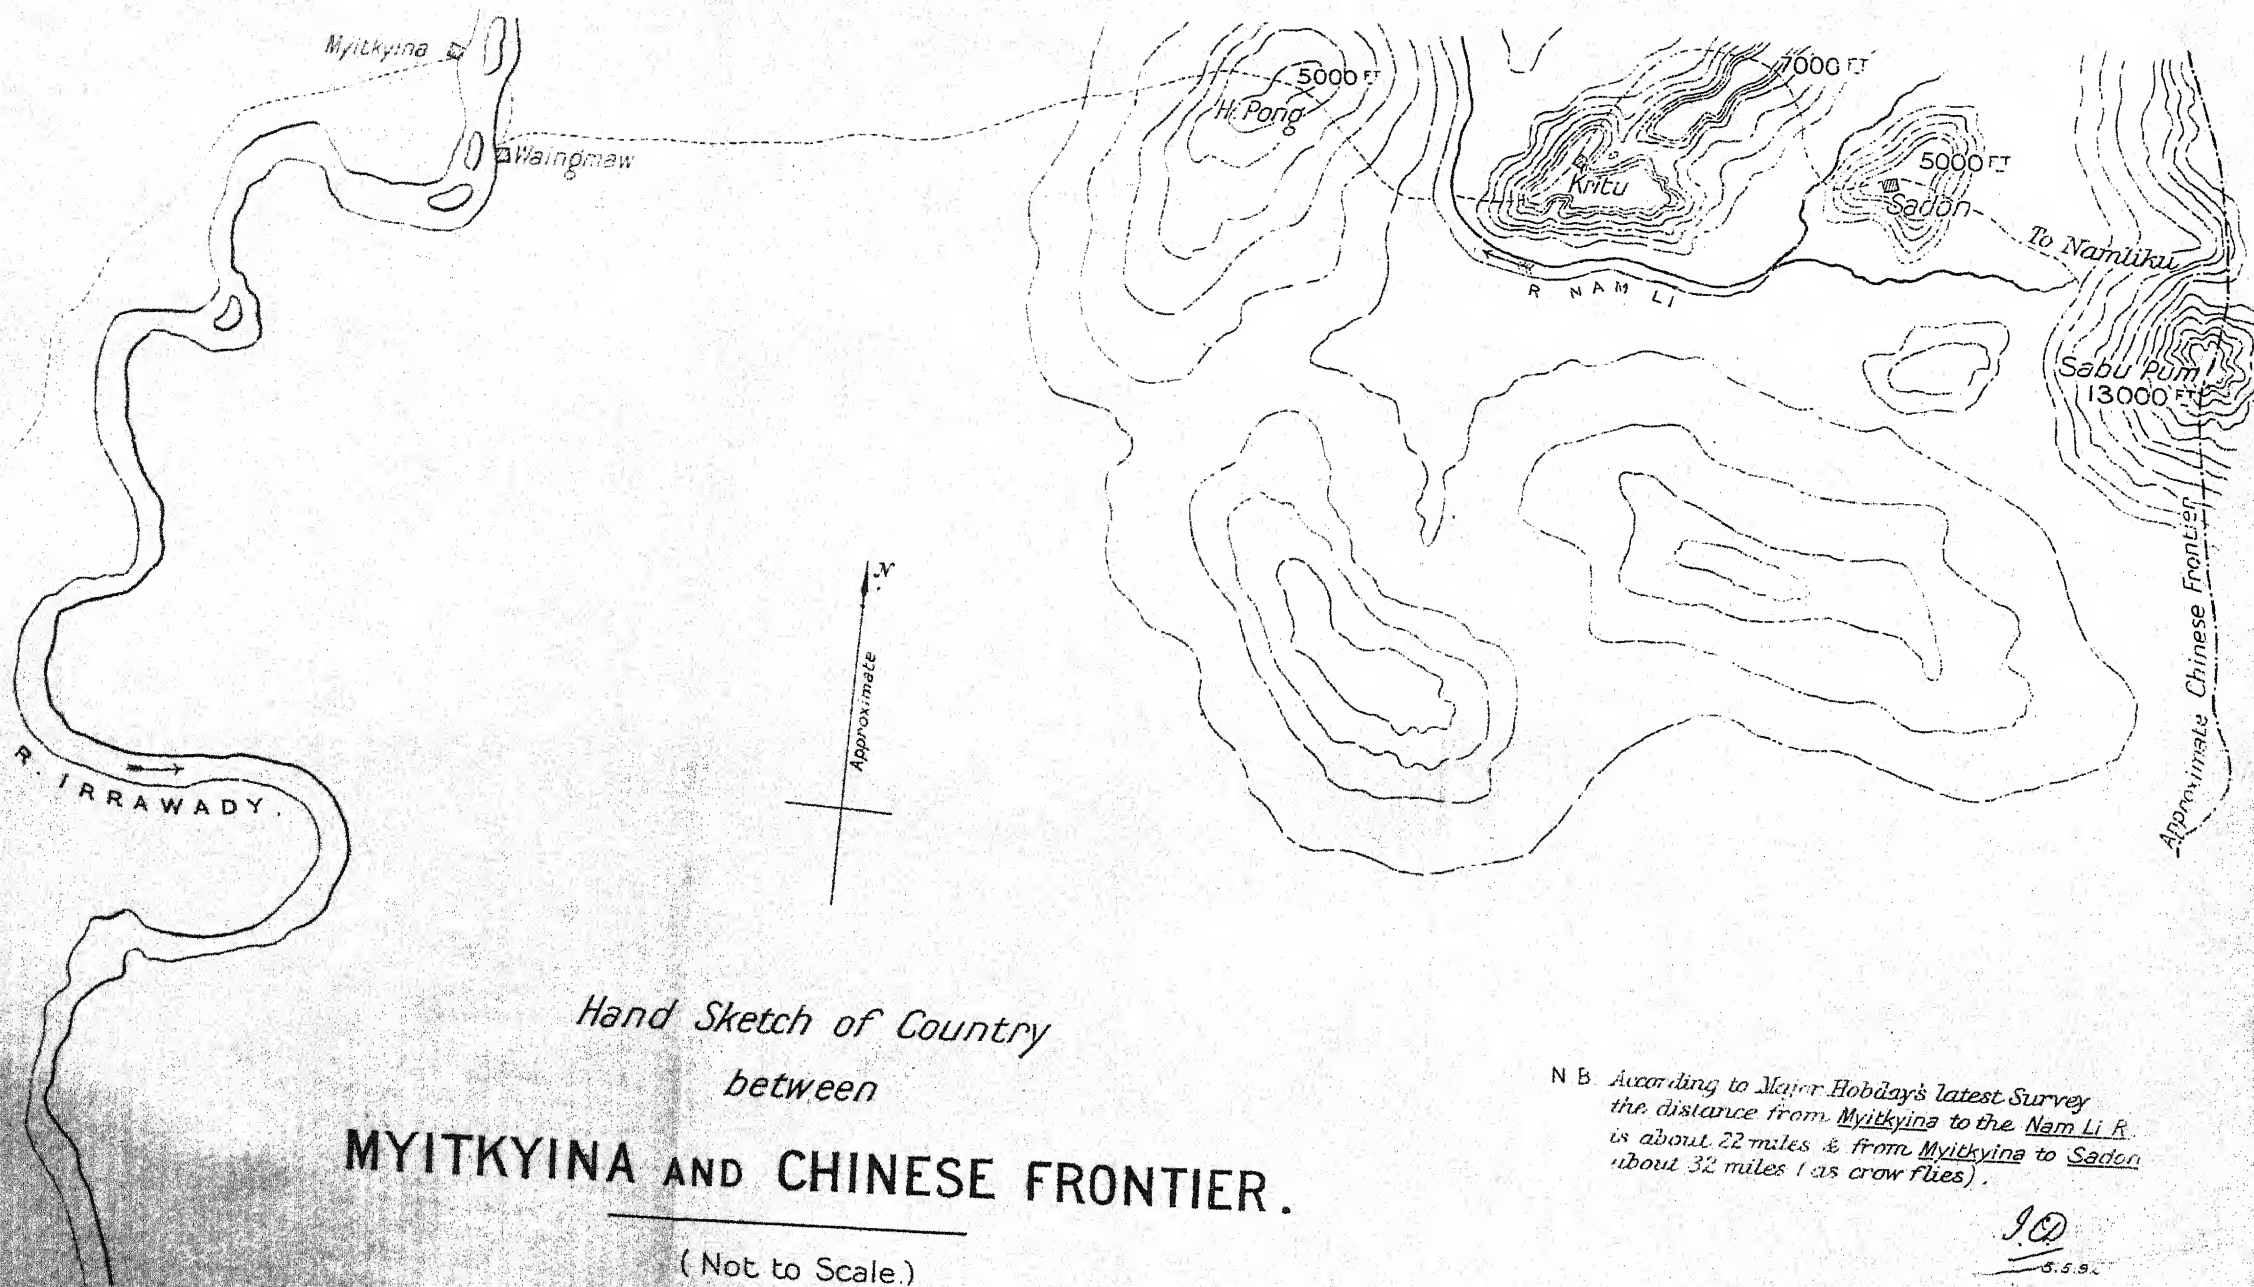 Myitkyina
Waingmaw
5000 FT
H. Pong
7000 FT
Kritu
5000 FT
Sadon
To Namliku
R NAM LI
Sabu Pum
13000 FT
Approximate Chinese Frontier
N.
Approximate
R. IRRAWADY.
Hand Sketch of Country
between
MYITKYINA AND CHINESE FRONTIER.
(Not to Scale.)
N B. According to Major Hobday's latest Survey
the distance from Myitkyina to the Nam Li R
is about 22 miles & from Myitkyina to Sadon
about 32 miles (as crow flies).